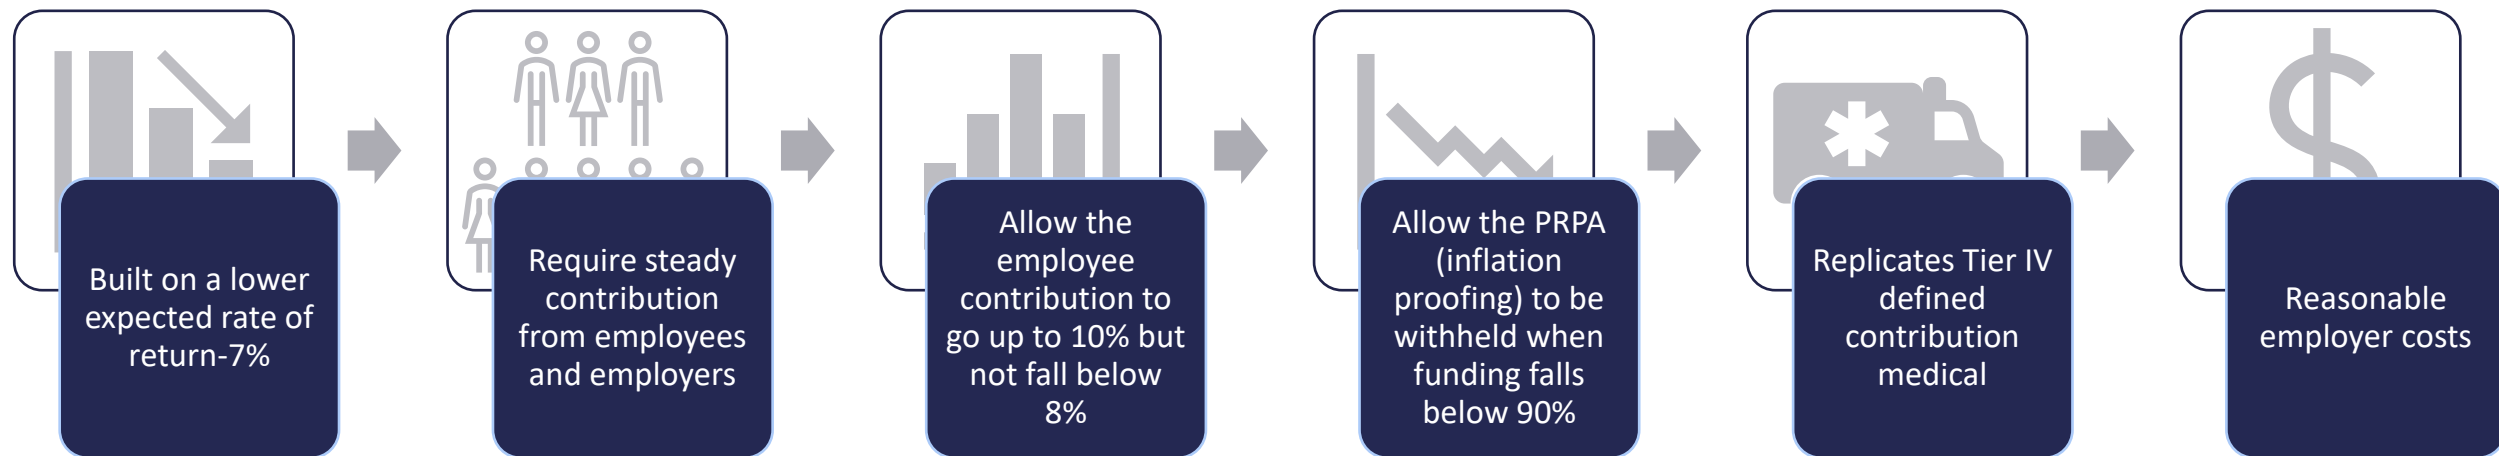 Built on a lower
expected rate of
return-7%
Require steady
contribution
from employees
and employers
Allow the
employee
contribution to
go up to 10% but
not fall below
8%
Allow the PRPA
(inflation
proofing) to be
withheld when
funding falls
below 90%
Replicates Tier IV
defined
contribution
medical
Reasonable
employer costs